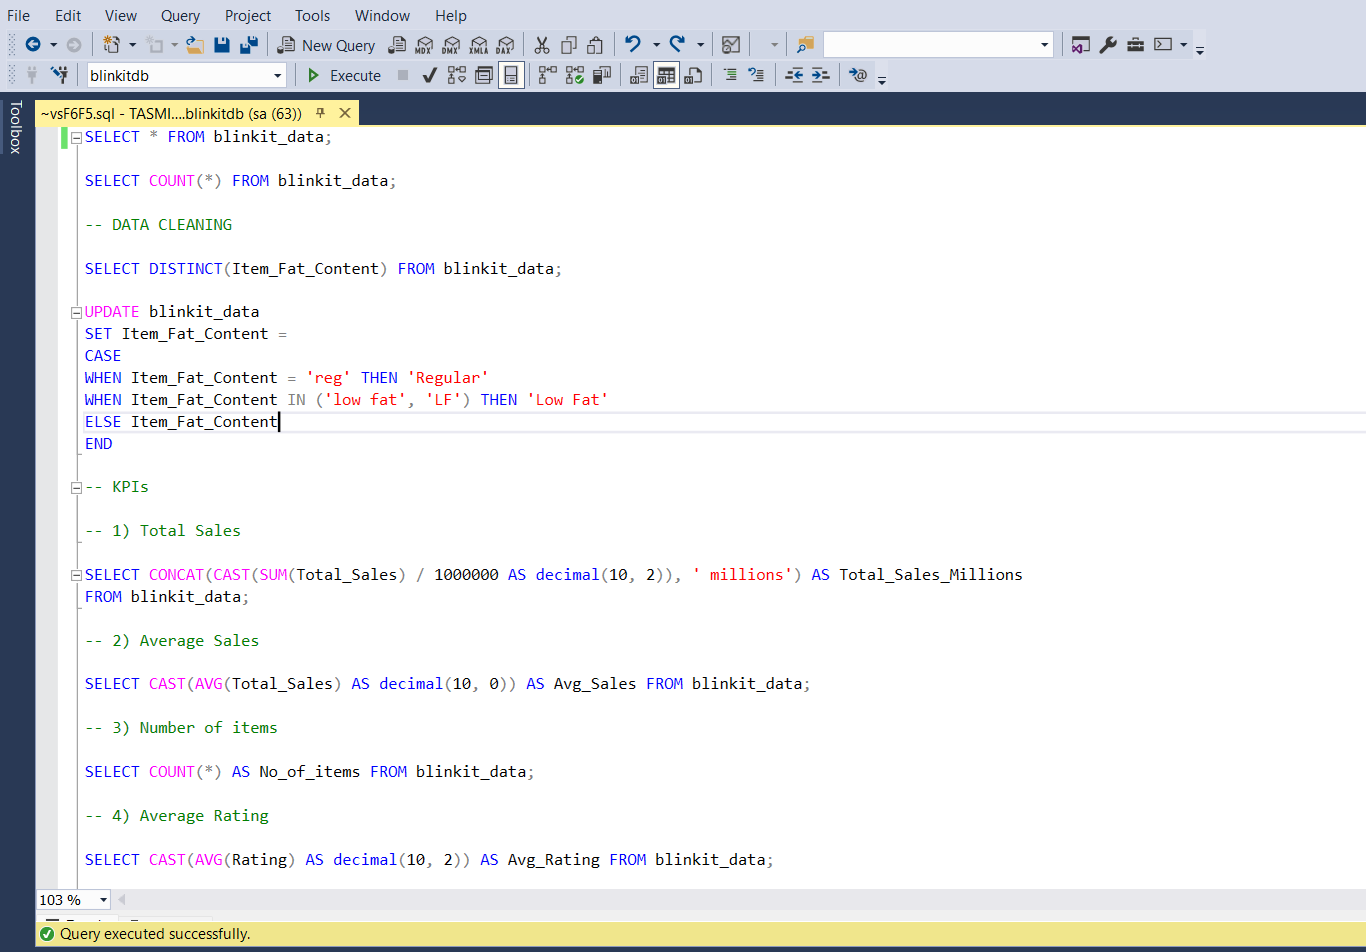 File Edit View Query Project Tools Window Help
New Query MDX DMX XMLA DAX
blinkitdb Execute
Toolbox
~vsF6F5.sql - TASMI....blinkitdb (sa (63))
SELECT * FROM blinkit_data;
SELECT COUNT(*) FROM blinkit_data;
-- DATA CLEANING
SELECT DISTINCT(Item_Fat_Content) FROM blinkit_data;
UPDATE blinkit_data
SET Item_Fat_Content =
CASE
WHEN Item_Fat_Content = 'reg' THEN 'Regular'
WHEN Item_Fat_Content IN ('low fat', 'LF') THEN 'Low Fat'
ELSE Item_Fat_Content
END
-- KPIs
-- 1) Total Sales
SELECT CONCAT(CAST(SUM(Total_Sales) / 1000000 AS decimal(10, 2)), ' millions') AS Total_Sales_Millions
FROM blinkit_data;
-- 2) Average Sales
SELECT CAST(AVG(Total_Sales) AS decimal(10, 0)) AS Avg_Sales FROM blinkit_data;
-- 3) Number of items
SELECT COUNT(*) AS No_of_items FROM blinkit_data;
-- 4) Average Rating
SELECT CAST(AVG(Rating) AS decimal(10, 2)) AS Avg_Rating FROM blinkit_data;
103 %
Query executed successfully.